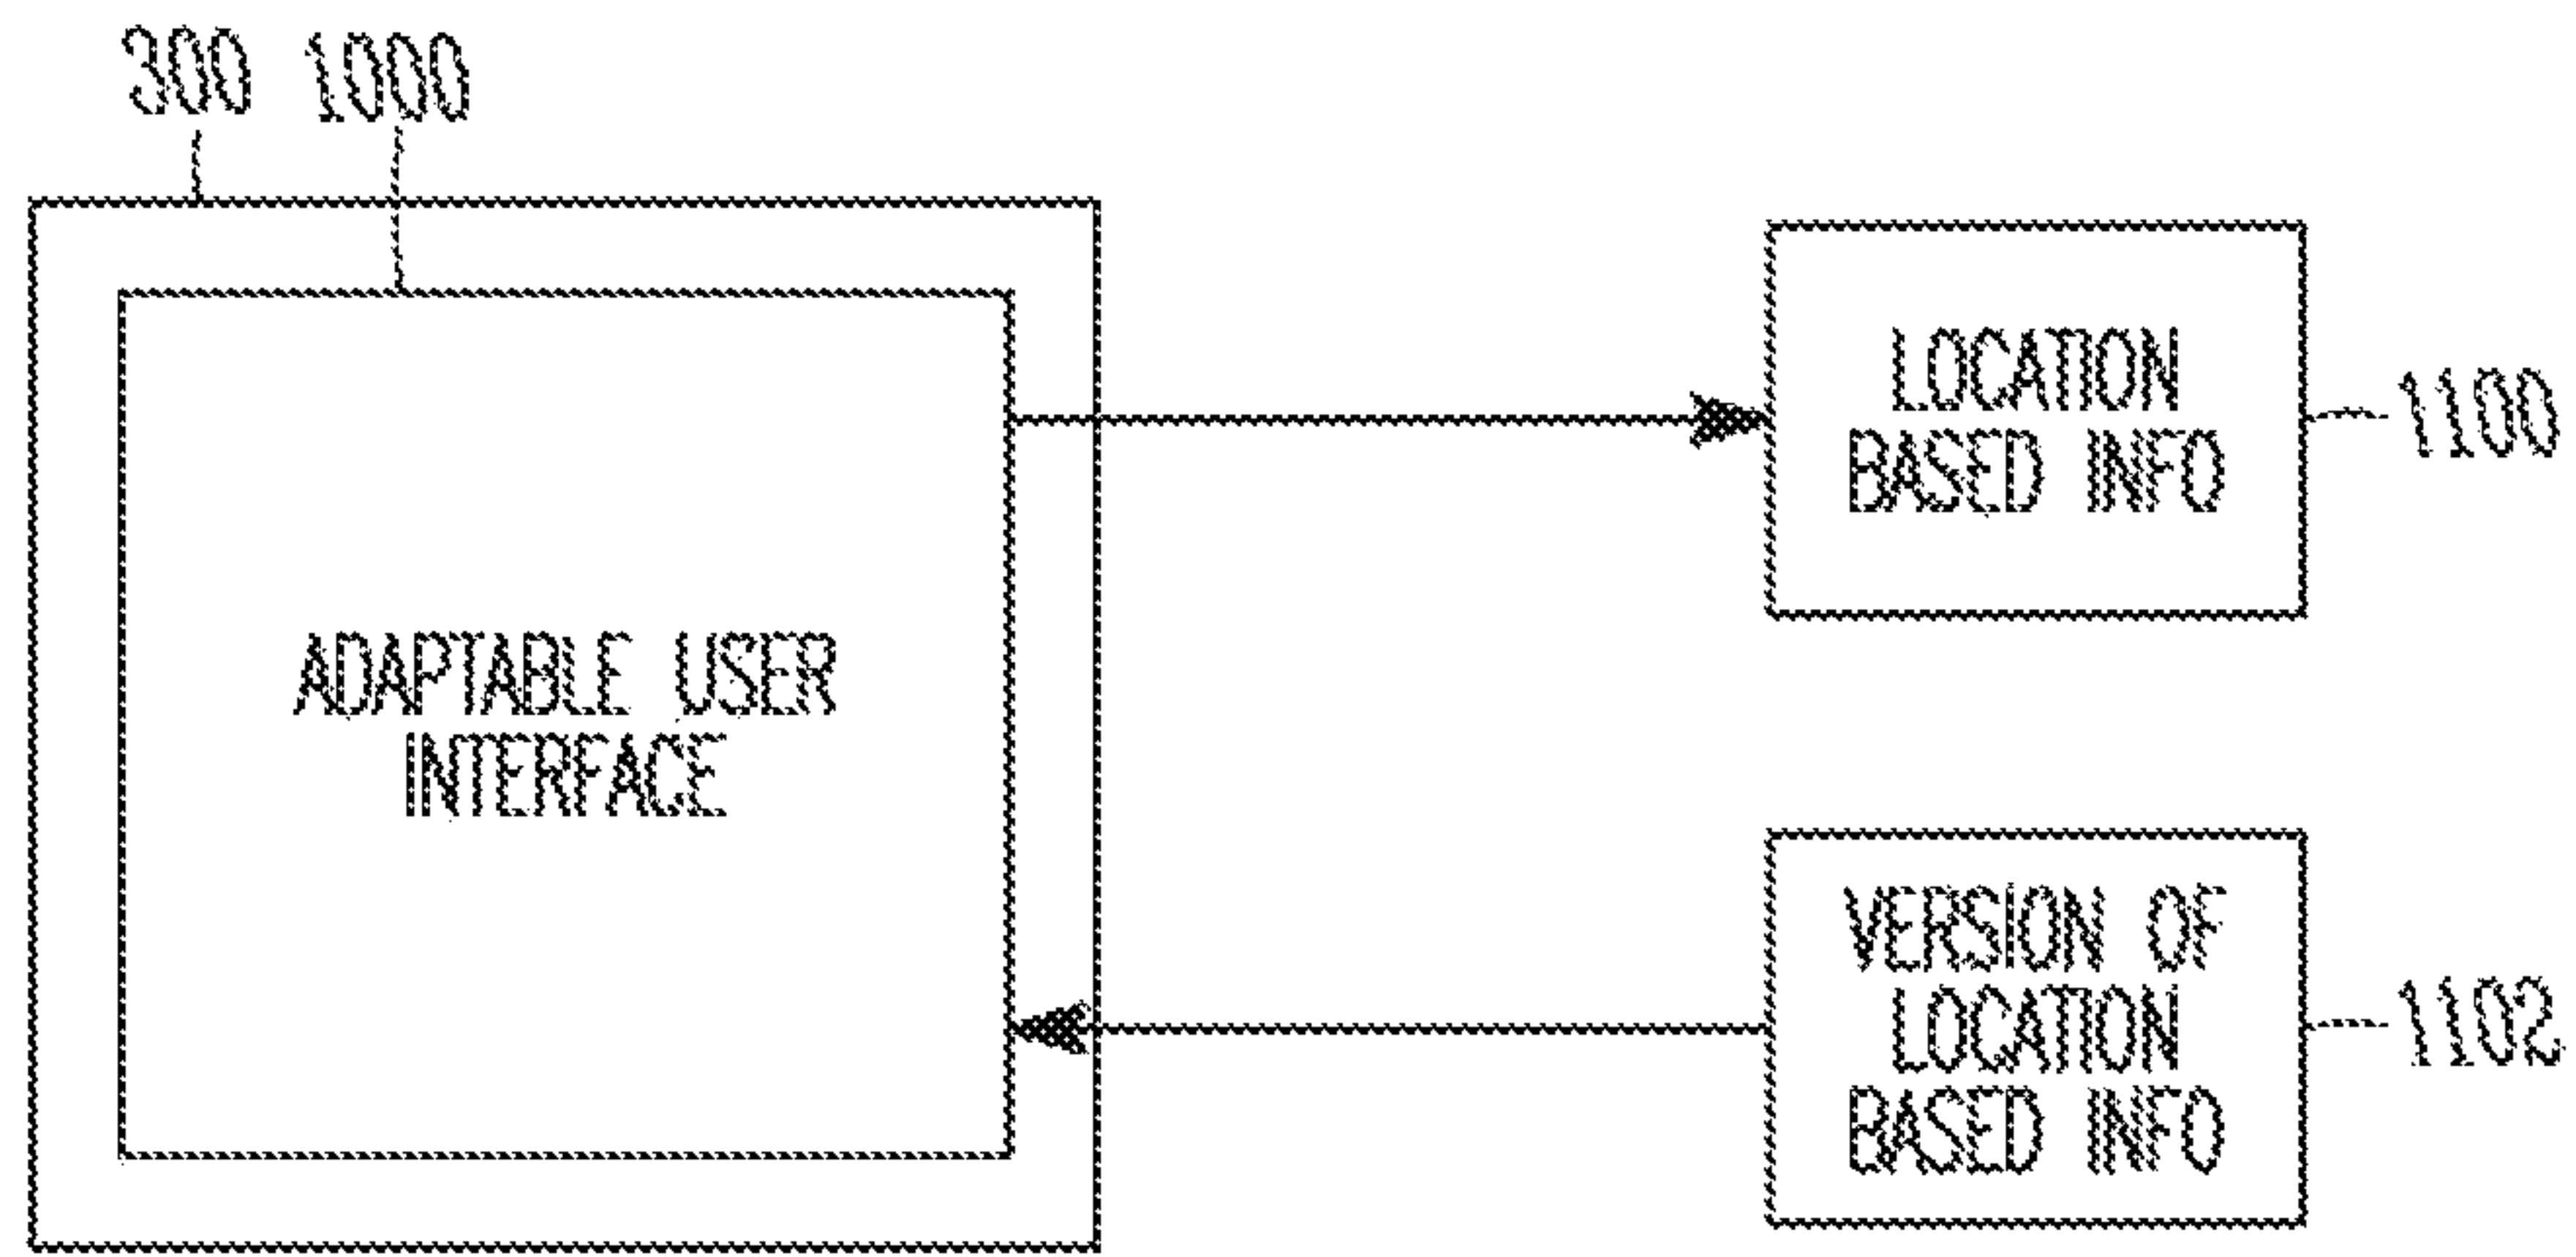 300 1000
LOCATION
BASED INFO
1100
ADAPTABLE USER
INTERFACE
VERSION OF
LOCATION
BASED INFO
1102